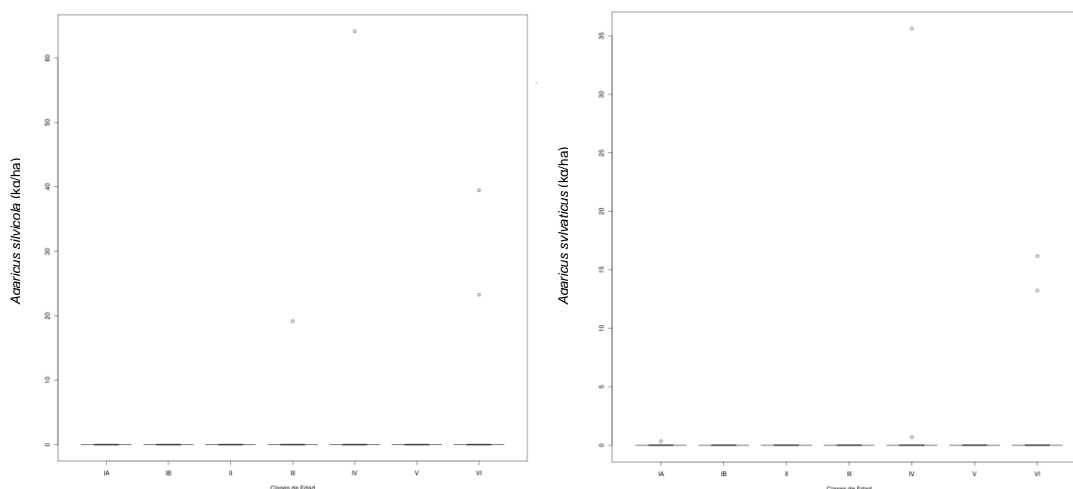 Agaricus silvicola (kg/ha)
60
50
40
30
20
10
0
IA IB II III IV V VI
Clases de Edad
Agaricus sylvaticus (kg/ha)
35
30
25
20
15
10
5
0
IA IB II III IV V VI
Clases de Edad